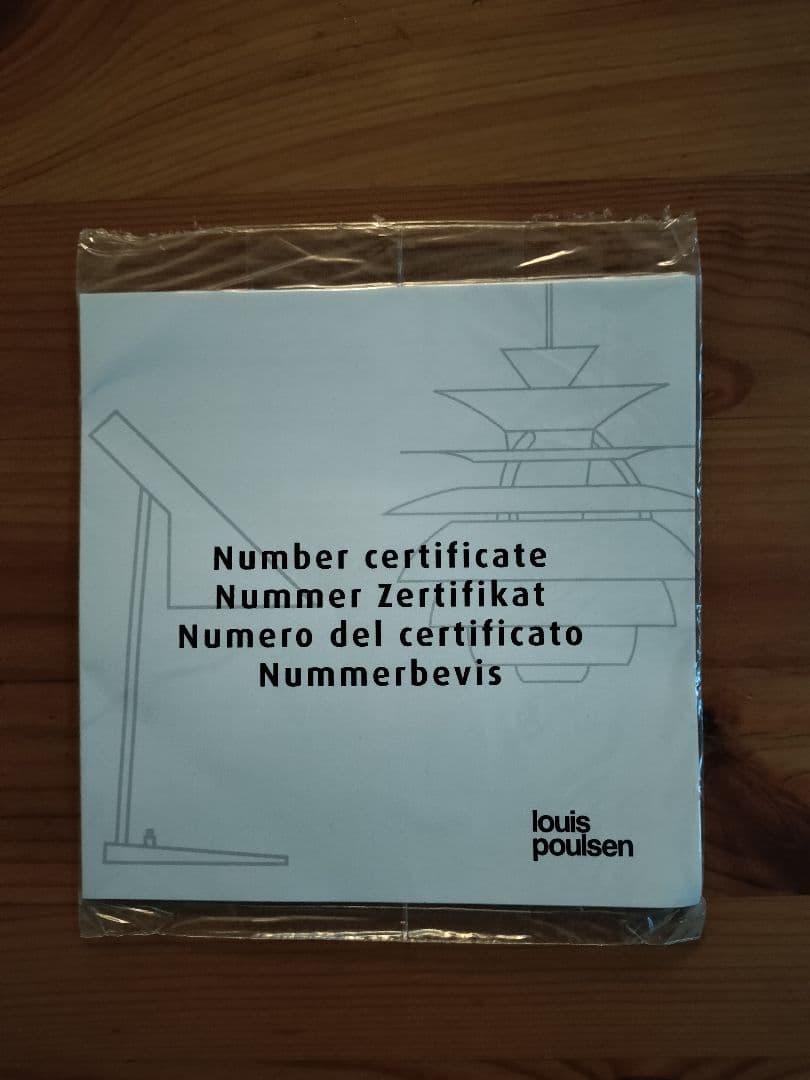 Number certificate
Nummer Zertifikat
Numero del certificato
Nummerbevis
louis
poulsen